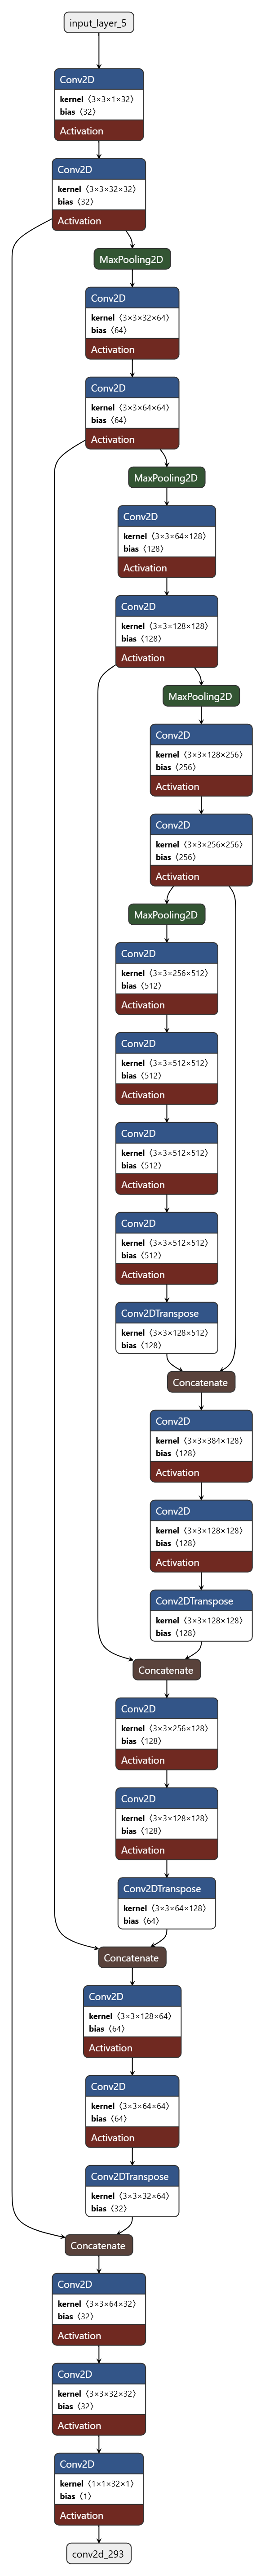 input_layer_5
Conv2D
kernel ⟨3×3×1×32⟩
bias ⟨32⟩
Activation
Conv2D
kernel ⟨3×3×32×32⟩
bias ⟨32⟩
Activation
MaxPooling2D
Conv2D
kernel ⟨3×3×32×64⟩
bias ⟨64⟩
Activation
Conv2D
kernel ⟨3×3×64×64⟩
bias ⟨64⟩
Activation
MaxPooling2D
Conv2D
kernel ⟨3×3×64×128⟩
bias ⟨128⟩
Activation
Conv2D
kernel ⟨3×3×128×128⟩
bias ⟨128⟩
Activation
MaxPooling2D
Conv2D
kernel ⟨3×3×128×256⟩
bias ⟨256⟩
Activation
Conv2D
kernel ⟨3×3×256×256⟩
bias ⟨256⟩
Activation
MaxPooling2D
Conv2D
kernel ⟨3×3×256×512⟩
bias ⟨512⟩
Activation
Conv2D
kernel ⟨3×3×512×512⟩
bias ⟨512⟩
Activation
Conv2D
kernel ⟨3×3×512×512⟩
bias ⟨512⟩
Activation
Conv2D
kernel ⟨3×3×512×512⟩
bias ⟨512⟩
Activation
Conv2DTranspose
kernel ⟨3×3×128×512⟩
bias ⟨128⟩
Concatenate
Conv2D
kernel ⟨3×3×384×128⟩
bias ⟨128⟩
Activation
Conv2D
kernel ⟨3×3×128×128⟩
bias ⟨128⟩
Activation
Conv2DTranspose
kernel ⟨3×3×128×128⟩
bias ⟨128⟩
Concatenate
Conv2D
kernel ⟨3×3×256×128⟩
bias ⟨128⟩
Activation
Conv2D
kernel ⟨3×3×128×128⟩
bias ⟨128⟩
Activation
Conv2DTranspose
kernel ⟨3×3×64×128⟩
bias ⟨64⟩
Concatenate
Conv2D
kernel ⟨3×3×128×64⟩
bias ⟨64⟩
Activation
Conv2D
kernel ⟨3×3×64×64⟩
bias ⟨64⟩
Activation
Conv2DTranspose
kernel ⟨3×3×32×64⟩
bias ⟨32⟩
Concatenate
Conv2D
kernel ⟨3×3×64×32⟩
bias ⟨32⟩
Activation
Conv2D
kernel ⟨3×3×32×32⟩
bias ⟨32⟩
Activation
Conv2D
kernel ⟨1×1×32×1⟩
bias ⟨1⟩
Activation
conv2d_293